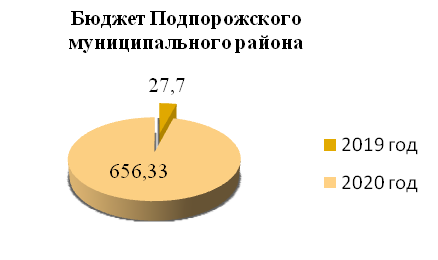 Бюджет Подпорожского
муниципального района
27,7
656,33
2019 год
2020 год